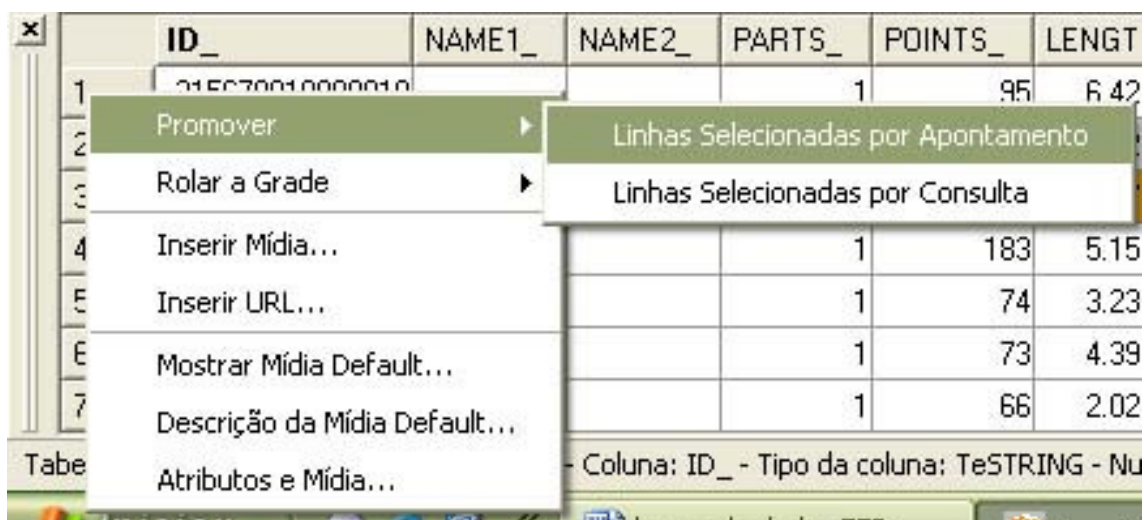 ID_ NAME1_ NAME2_ PARTS_ POINTS_ LENGT
1 1 95 6.42
Promover
Linhas Selecionadas por Apontamento
Rolar a Grade
Linhas Selecionadas por Consulta
4 Inserir Mídia... 1 183 5.15
Inserir URL... 1 74 3.23
Mostrar Mídia Default... 1 73 4.39
7 1 66 2.02
Descrição da Mídia Default...
Tabe - Coluna: ID_ - Tipo da coluna: TeSTRING - Nu
Atributos e Mídia...